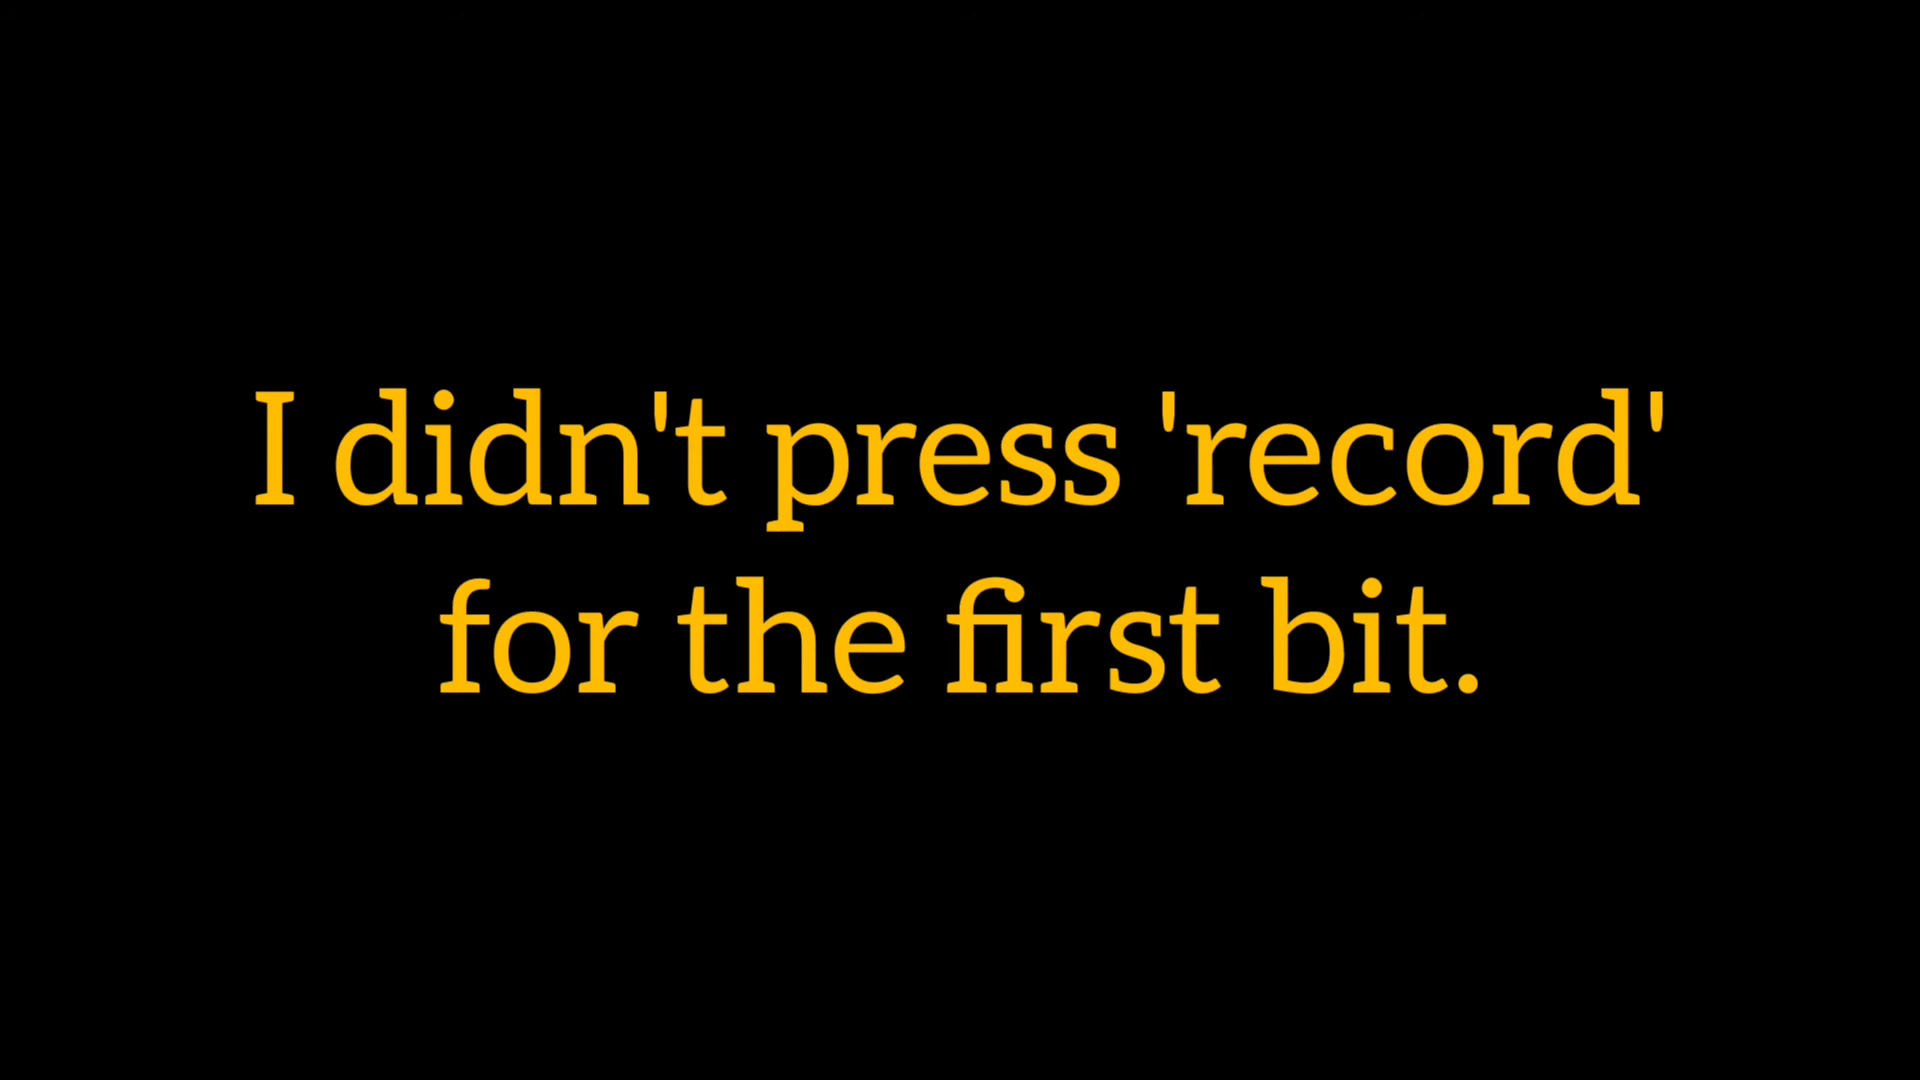 I didn't press 'record'
for the first bit.